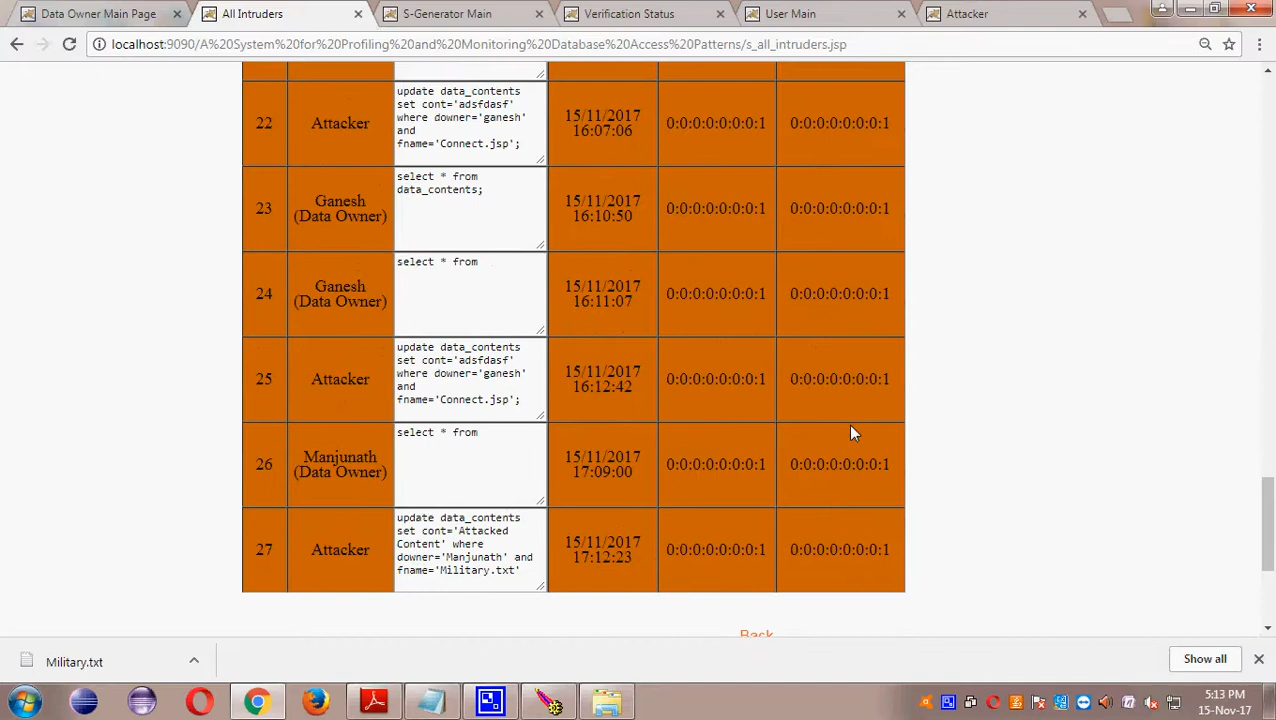 Data Owner Main Page
All Intruders
S-Generator Main
Verification Status
User Main
Attacker
localhost:9090/A%20System%20for%20Profiling%20and%20Monitoring%20Database%20Access%20Patterns/s_all_intruders.jsp
22
Attacker
update data_contents
set cont='adsfdasf'
where downer='ganesh'
and
fname='Connect.jsp';
15/11/2017
16:07:06
0:0:0:0:0:0:0:1
0:0:0:0:0:0:0:1
23
Ganesh
(Data Owner)
select * from
data_contents;
15/11/2017
16:10:50
0:0:0:0:0:0:0:1
0:0:0:0:0:0:0:1
24
Ganesh
(Data Owner)
select * from
15/11/2017
16:11:07
0:0:0:0:0:0:0:1
0:0:0:0:0:0:0:1
25
Attacker
update data_contents
set cont='adsfdasf'
where downer='ganesh'
and
fname='Connect.jsp';
15/11/2017
16:12:42
0:0:0:0:0:0:0:1
0:0:0:0:0:0:0:1
26
Manjunath
(Data Owner)
select * from
15/11/2017
17:09:00
0:0:0:0:0:0:0:1
0:0:0:0:0:0:0:1
27
Attacker
update data_contents
set cont='Attacked
Content' where
downer='Manjunath' and
fname='Military.txt'
15/11/2017
17:12:23
0:0:0:0:0:0:0:1
0:0:0:0:0:0:0:1
Back
Military.txt
Show all
5:13 PM
15-Nov-17